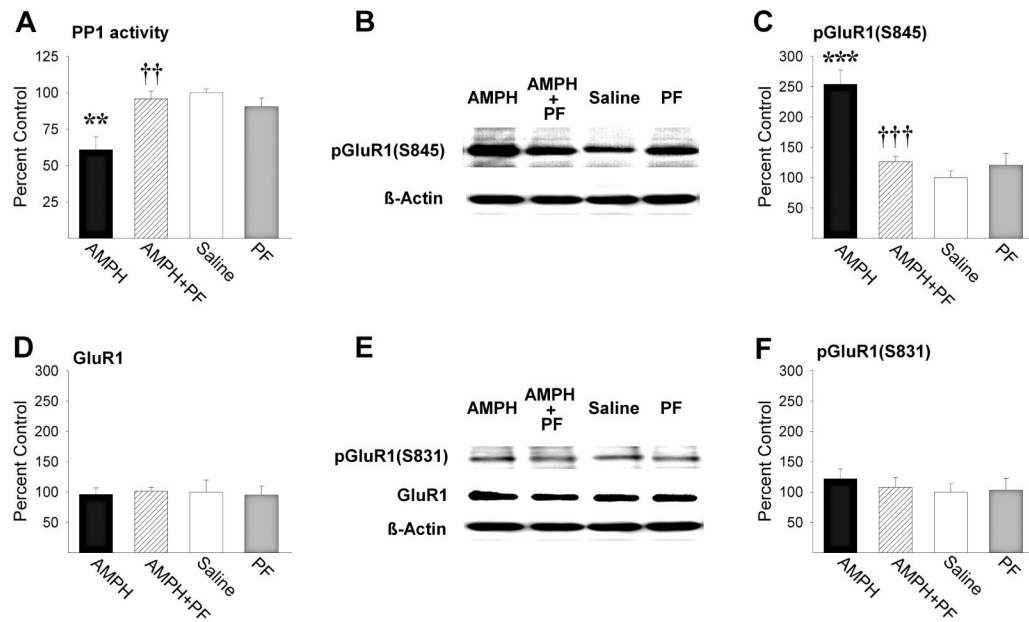 A
PP1 activity
Percent Control
125
100
75
50
25
**
††
AMPH
AMPH+PF
Saline
PF
B
AMPH
AMPH
+
PF
Saline
PF
pGluR1(S845)
ß-Actin
C
pGluR1(S845)
Percent Control
300
250
200
150
100
50
***
†††
AMPH
AMPH+PF
Saline
PF
D
GluR1
Percent Control
300
250
200
150
100
50
AMPH
AMPH+PF
Saline
PF
E
AMPH
AMPH
+
PF
Saline
PF
pGluR1(S831)
GluR1
ß-Actin
F
pGluR1(S831)
Percent Control
300
250
200
150
100
50
AMPH
AMPH+PF
Saline
PF